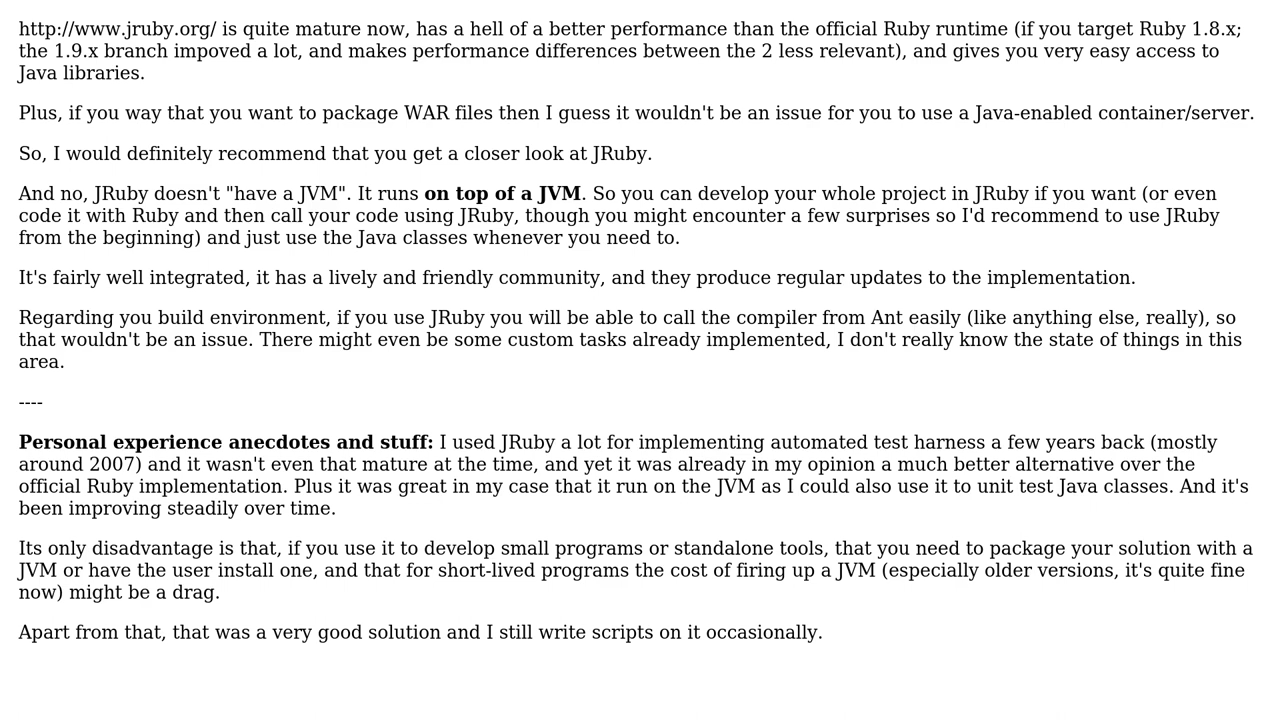 http://www.jruby.org/ is quite mature now, has a hell of a better performance than the official Ruby runtime (if you target Ruby 1.8.x;
the 1.9.x branch impoved a lot, and makes performance differences between the 2 less relevant), and gives you very easy access to
Java libraries.
Plus, if you way that you want to package WAR files then I guess it wouldn't be an issue for you to use a Java-enabled container/server.
So, I would definitely recommend that you get a closer look at JRuby.
And no, JRuby doesn't "have a JVM". It runs on top of a JVM. So you can develop your whole project in JRuby if you want (or even
code it with Ruby and then call your code using JRuby, though you might encounter a few surprises so I'd recommend to use JRuby
from the beginning) and just use the Java classes whenever you need to.
It's fairly well integrated, it has a lively and friendly community, and they produce regular updates to the implementation.
Regarding you build environment, if you use JRuby you will be able to call the compiler from Ant easily (like anything else, really), so
that wouldn't be an issue. There might even be some custom tasks already implemented, I don't really know the state of things in this
area.
----
Personal experience anecdotes and stuff: I used JRuby a lot for implementing automated test harness a few years back (mostly
around 2007) and it wasn't even that mature at the time, and yet it was already in my opinion a much better alternative over the
official Ruby implementation. Plus it was great in my case that it run on the JVM as I could also use it to unit test Java classes. And it's
been improving steadily over time.
Its only disadvantage is that, if you use it to develop small programs or standalone tools, that you need to package your solution with a
JVM or have the user install one, and that for short-lived programs the cost of firing up a JVM (especially older versions, it's quite fine
now) might be a drag.
Apart from that, that was a very good solution and I still write scripts on it occasionally.